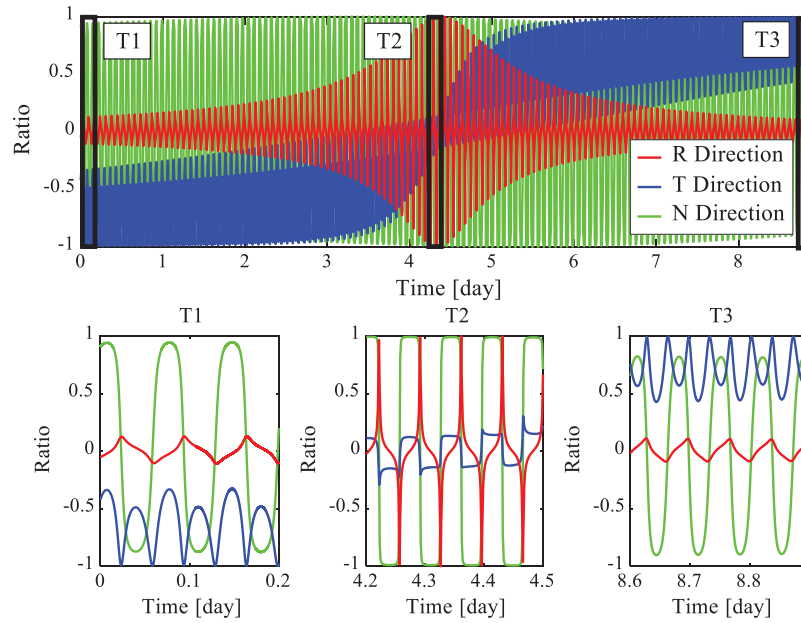 1
0.5
0
-0.5
-1
Ratio
T1
T2
T3
R Direction
T Direction
N Direction
0 1 2 3 4 5 6 7 8
Time [day]
T1
1
0.5
0
-0.5
-1
Ratio
0 0.1 0.2
Time [day]
T2
1
0.5
0
-0.5
-1
Ratio
4.2 4.3 4.4 4.5
Time [day]
T3
1
0.5
0
-0.5
-1
Ratio
8.6 8.7 8.8
Time [day]